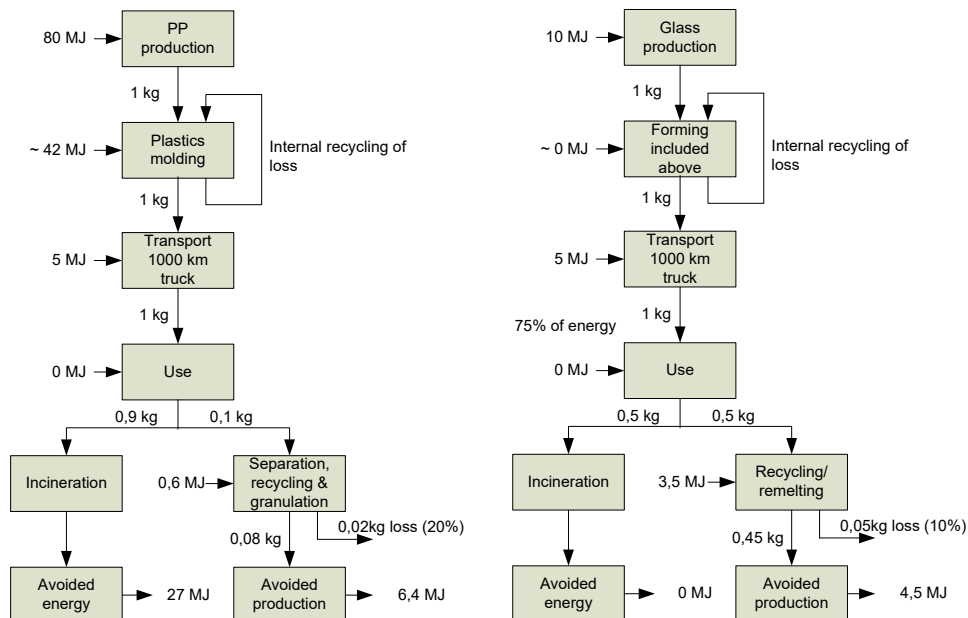 80 MJ
PP
production
1 kg
~ 42 MJ
Plastics
molding
Internal recycling of
loss
1 kg
5 MJ
Transport
1000 km
truck
1 kg
0 MJ
Use
0,9 kg
0,1 kg
Incineration
0,6 MJ
Separation,
recycling &
granulation
0,02kg loss (20%)
0,08 kg
Avoided
energy
27 MJ
Avoided
production
6,4 MJ
10 MJ
Glass
production
1 kg
~ 0 MJ
Forming
included
above
Internal recycling of
loss
1 kg
5 MJ
Transport
1000 km
truck
1 kg
75% of energy
0 MJ
Use
0,5 kg
0,5 kg
Incineration
3,5 MJ
Recycling/
remelting
0,05kg loss (10%)
0,45 kg
Avoided
energy
0 MJ
Avoided
production
4,5 MJ